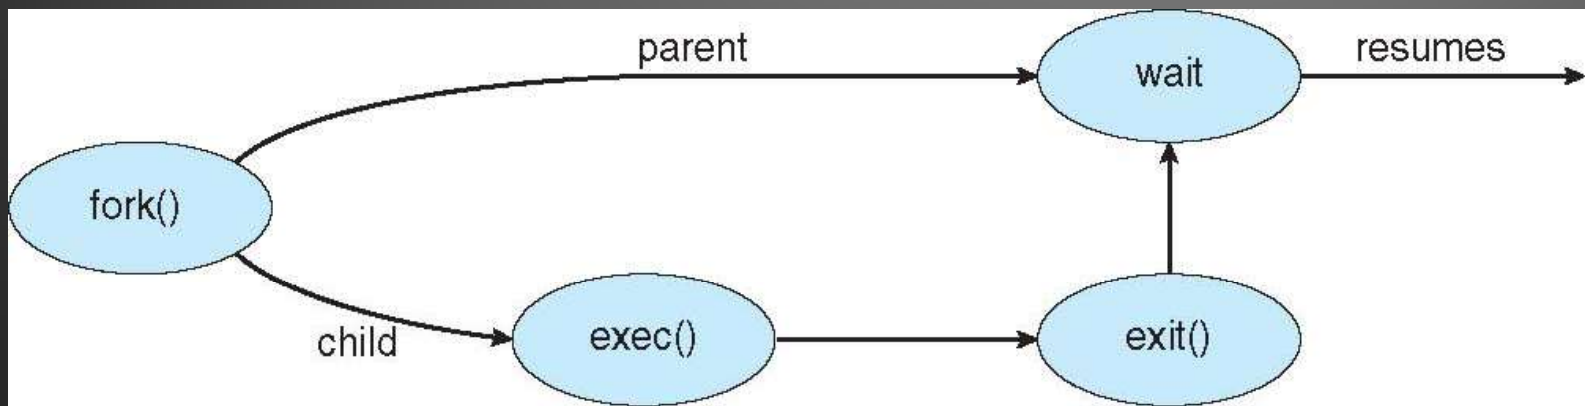 parent
wait
resumes
fork()
child
exec()
exit()